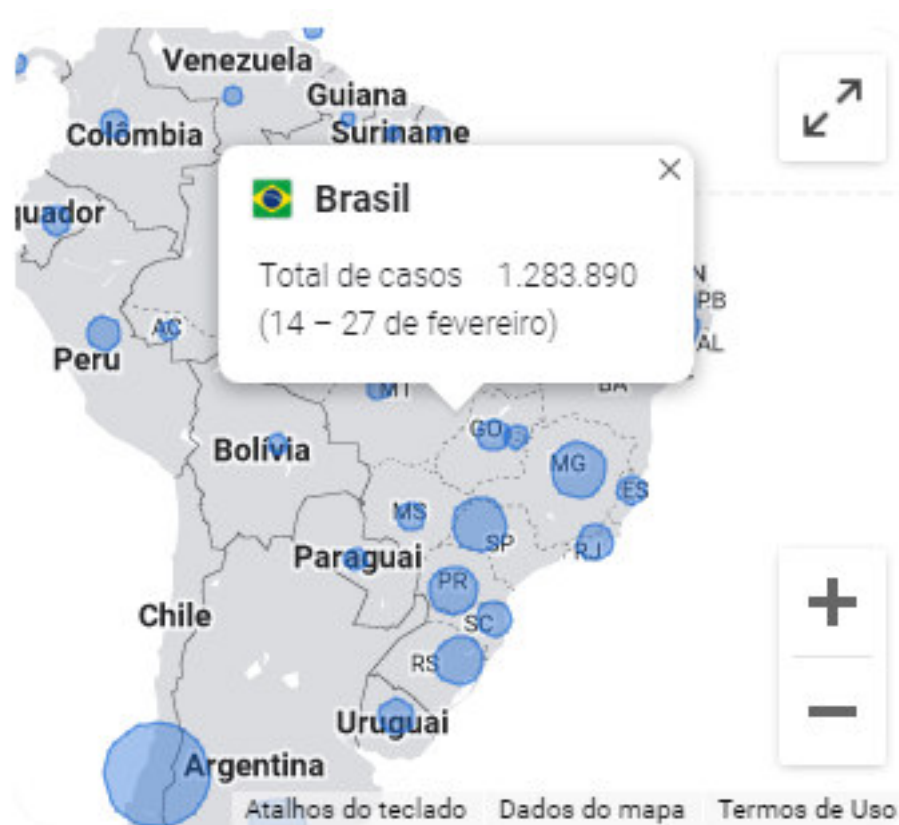 Venezuela
Guiana
Colômbia
Suriname
quador
Brasil
Total de casos 1.283.890
(14 – 27 de fevereiro)
N
PB
AL
AC
Peru
MT
BA
GO
Bolívia
MG
ES
MS
SP
RJ
Paraguai
PR
Chile
SC
RS
Uruguai
Argentina
Atalhos do teclado Dados do mapa Termos de Uso